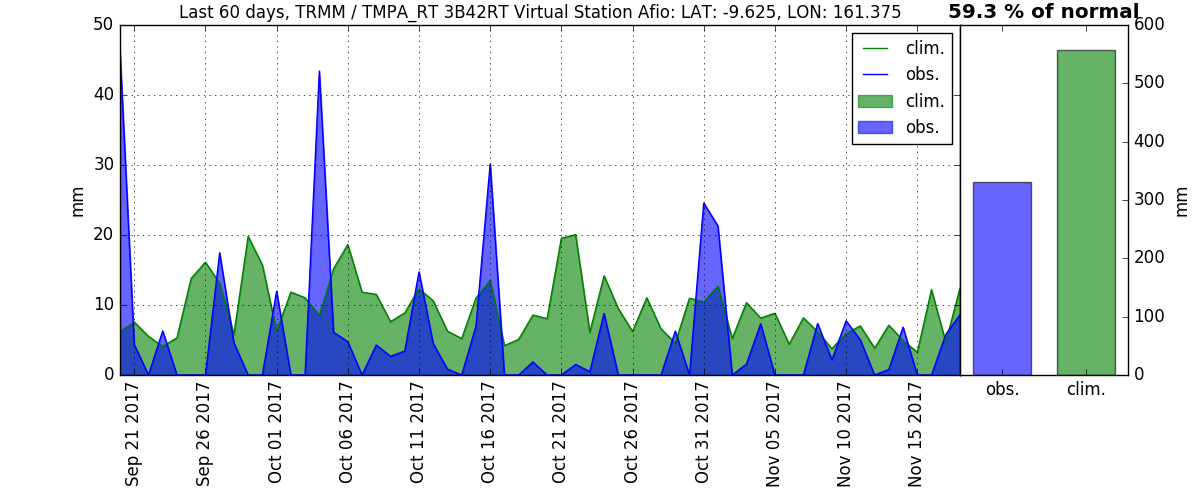 Last 60 days, TRMM / TMPA_RT 3B42RT Virtual Station Afio: LAT: -9.625, LON: 161.375
59.3 % of normal
50
40
30
20
10
0
mm
clim.
obs.
clim.
obs.
600
500
400
300
200
100
0
mm
Sep 21 2017
Sep 26 2017
Oct 01 2017
Oct 06 2017
Oct 11 2017
Oct 16 2017
Oct 21 2017
Oct 26 2017
Oct 31 2017
Nov 05 2017
Nov 10 2017
Nov 15 2017
obs.
clim.